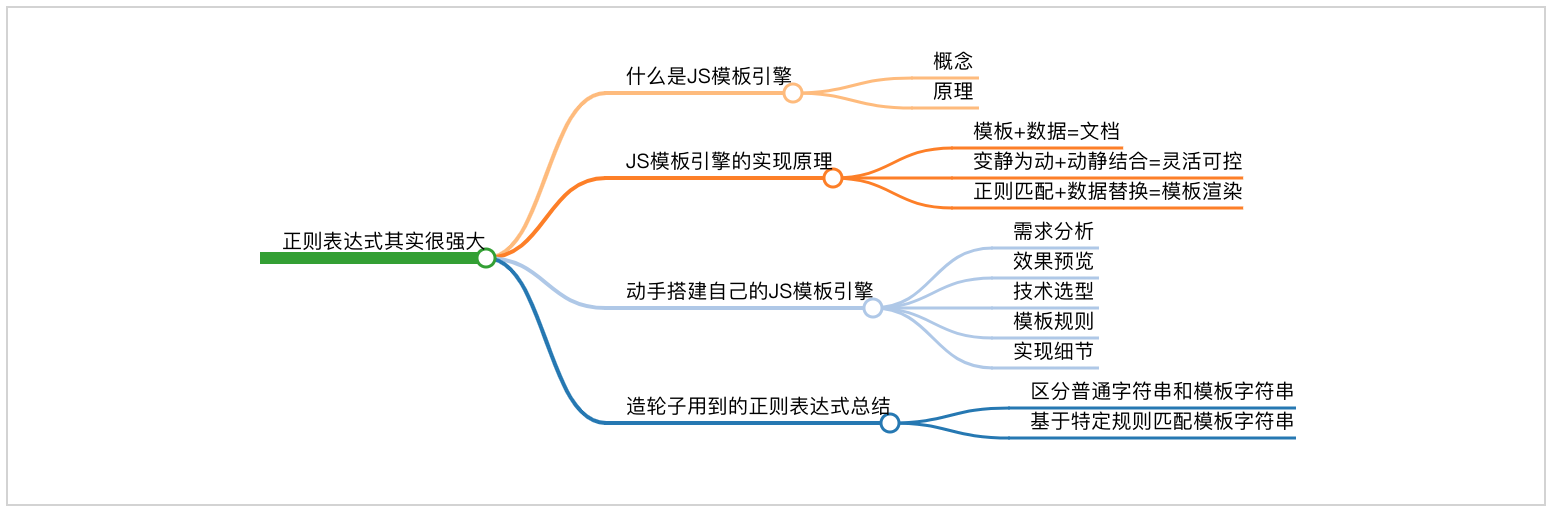 正则表达式其实很强大
什么是JS模板引擎
概念
原理
JS模板引擎的实现原理
模板+数据=文档
变静为动+动静结合=灵活可控
正则匹配+数据替换=模板渲染
动手搭建自己的JS模板引擎
需求分析
效果预览
技术选型
模板规则
实现细节
造轮子用到的正则表达式总结
区分普通字符串和模板字符串
基于特定规则匹配模板字符串